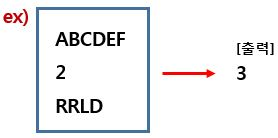 ex)
ABCDEF
2
RRLD
[출력]
3